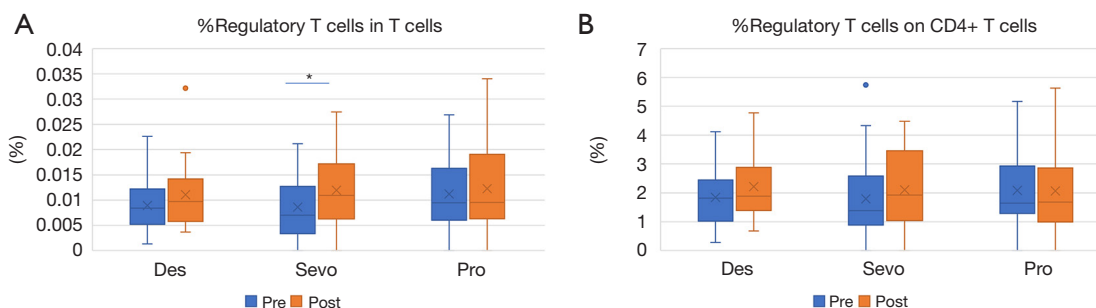 A
%Regulatory T cells in T cells
0.04
0.035
0.03
0.025
0.02
0.015
0.01
0.005
0
(%)
*
Des Sevo Pro
Pre Post
B
%Regulatory T cells on CD4+ T cells
7
6
5
4
3
2
1
0
(%)
Des Sevo Pro
Pre Post